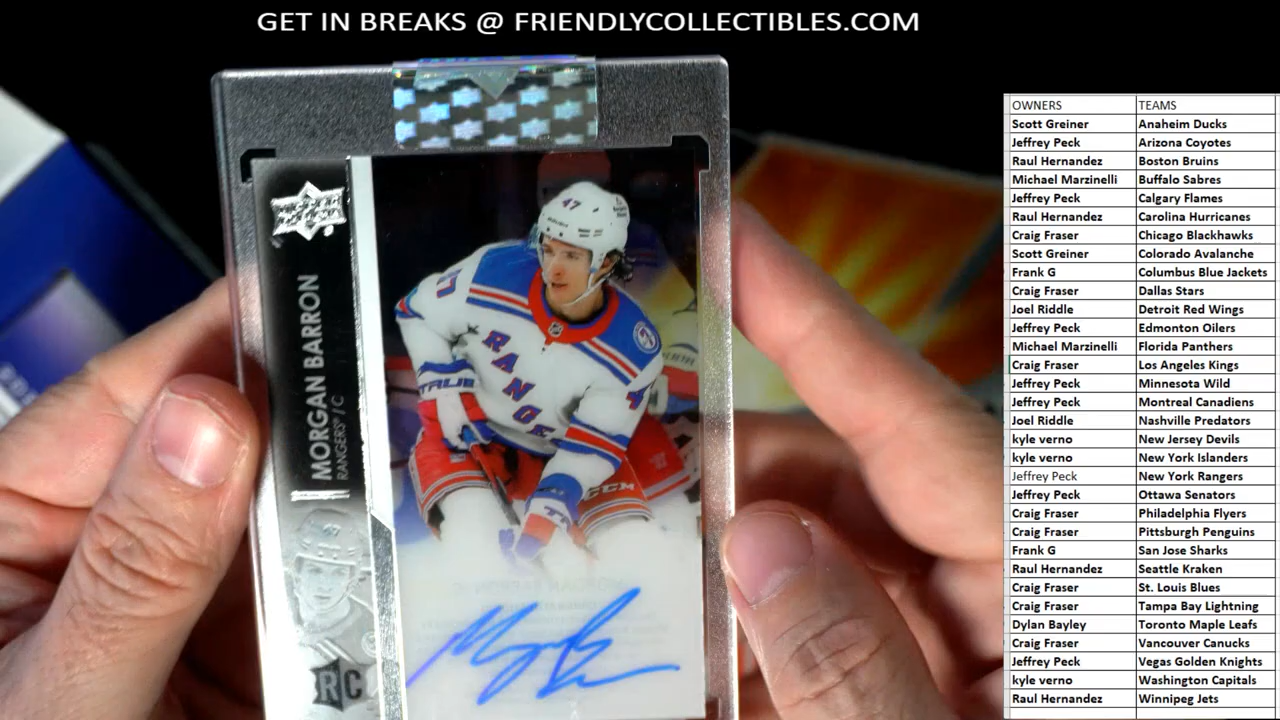 GET IN BREAKS @ FRIENDLYCOLLECTIBLES.COM
MORGAN BARRON
RANGERS / C
RC
47
47
RANGE
TRUE
CCM
OWNERS TEAMS
Scott Greiner Anaheim Ducks
Jeffrey Peck Arizona Coyotes
Raul Hernandez Boston Bruins
Michael Marzinelli Buffalo Sabres
Jeffrey Peck Calgary Flames
Raul Hernandez Carolina Hurricanes
Craig Fraser Chicago Blackhawks
Scott Greiner Colorado Avalanche
Frank G Columbus Blue Jackets
Craig Fraser Dallas Stars
Joel Riddle Detroit Red Wings
Jeffrey Peck Edmonton Oilers
Michael Marzinelli Florida Panthers
Craig Fraser Los Angeles Kings
Jeffrey Peck Minnesota Wild
Jeffrey Peck Montreal Canadiens
Joel Riddle Nashville Predators
kyle verno New Jersey Devils
kyle verno New York Islanders
Jeffrey Peck New York Rangers
Jeffrey Peck Ottawa Senators
Craig Fraser Philadelphia Flyers
Craig Fraser Pittsburgh Penguins
Frank G San Jose Sharks
Raul Hernandez Seattle Kraken
Craig Fraser St. Louis Blues
Craig Fraser Tampa Bay Lightning
Dylan Bayley Toronto Maple Leafs
Craig Fraser Vancouver Canucks
Jeffrey Peck Vegas Golden Knights
kyle verno Washington Capitals
Raul Hernandez Winnipeg Jets